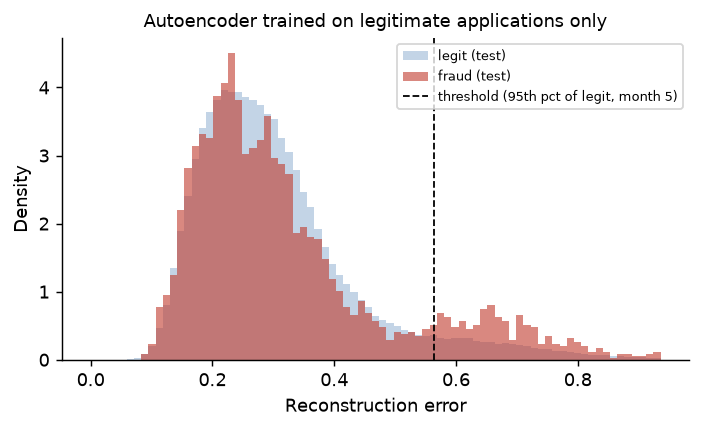 Autoencoder trained on legitimate applications only
legit (test)
fraud (test)
threshold (95th pct of legit, month 5)
Density
4
3
2
1
0
0.0 0.2 0.4 0.6 0.8
Reconstruction error